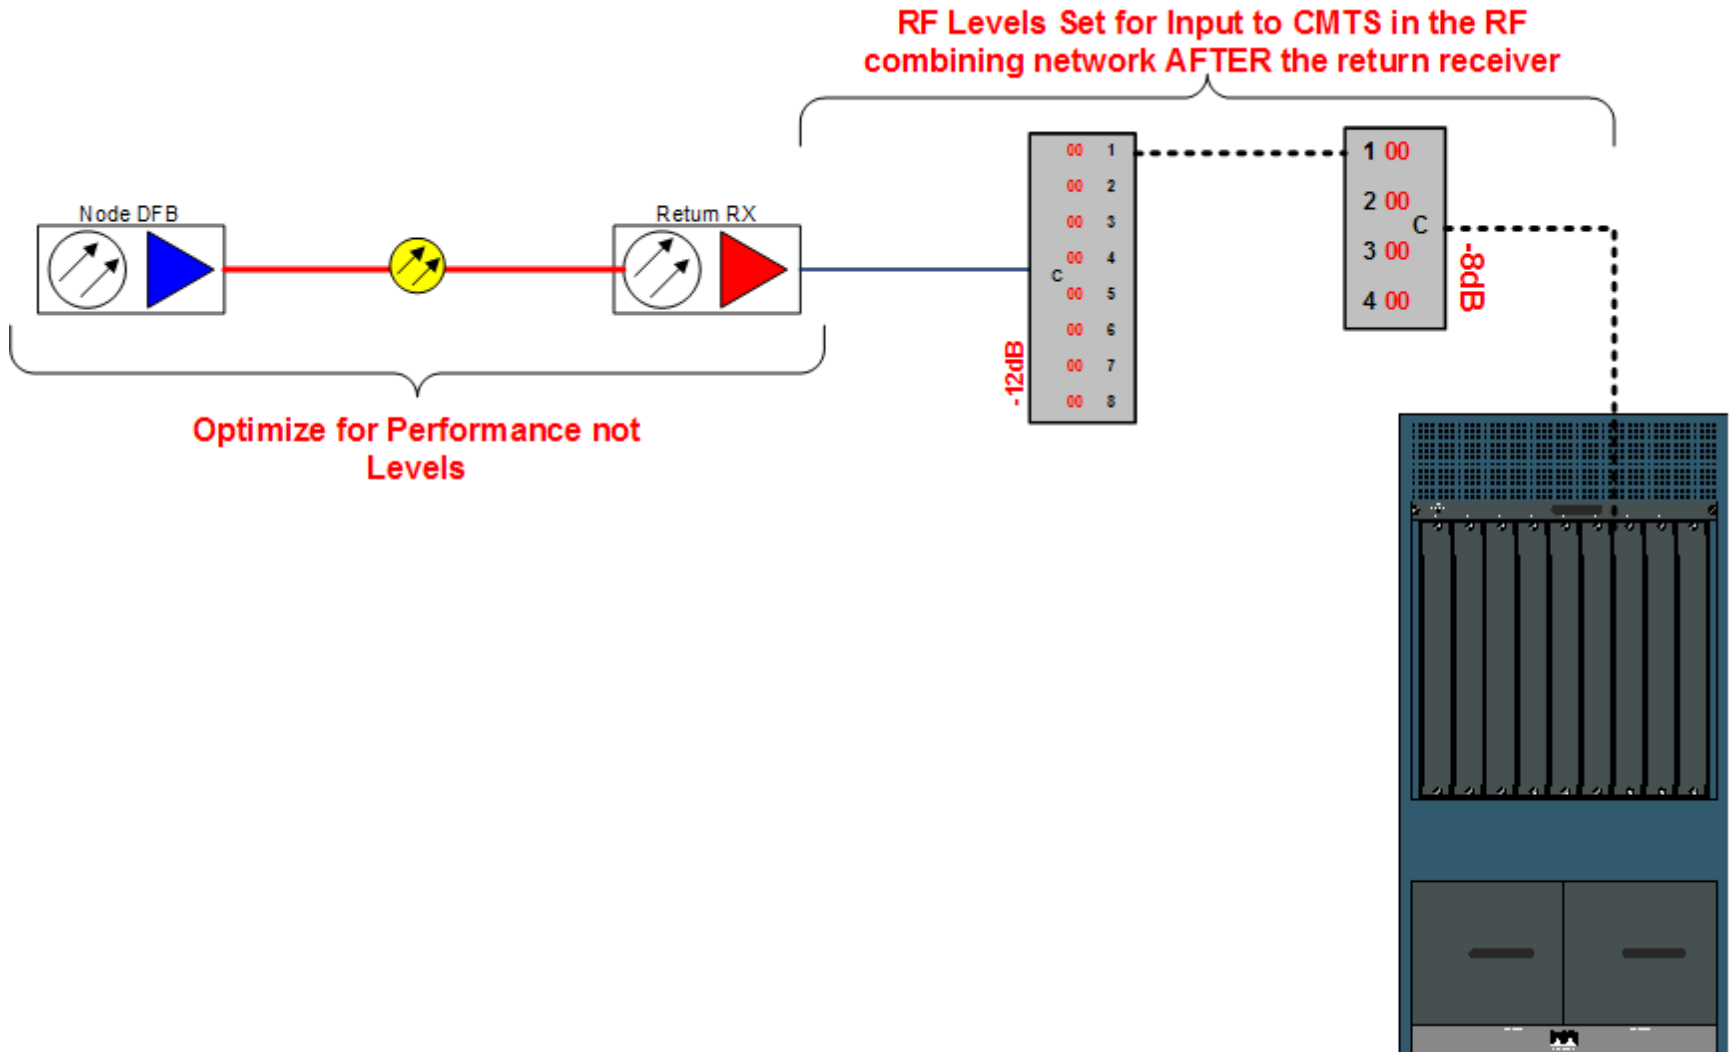 RF Levels Set for Input to CMTS in the RF
combining network AFTER the return receiver
Node DFB
Return RX
00 1
00 2
00 3
00 4
C
00 5
00 6
00 7
00 8
-12dB
1 00
2 00
C
3 00
4 00
-8dB
Optimize for Performance not
Levels